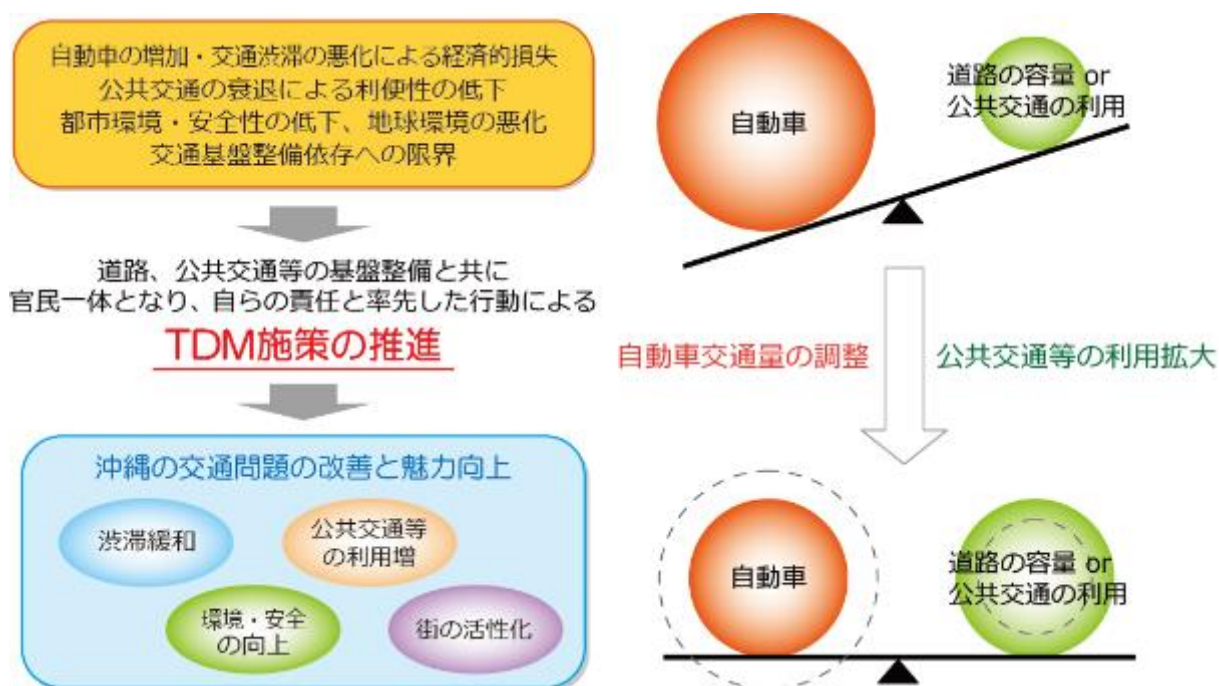 自動車の増加・交通渋滞の悪化による経済的損失
公共交通の衰退による利便性の低下
都市環境・安全性の低下、地球環境の悪化
交通基盤整備依存への限界
道路、公共交通等の基盤整備と共に
官民一体となり、自らの責任と率先した行動による
TDM施策の推進
沖縄の交通問題の改善と魅力向上
渋滞緩和
公共交通等
の利用増
環境・安全
の向上
街の活性化
自動車
道路の容量 or
公共交通の利用
自動車交通量の調整
公共交通等の利用拡大
自動車
道路の容量 or
公共交通の利用